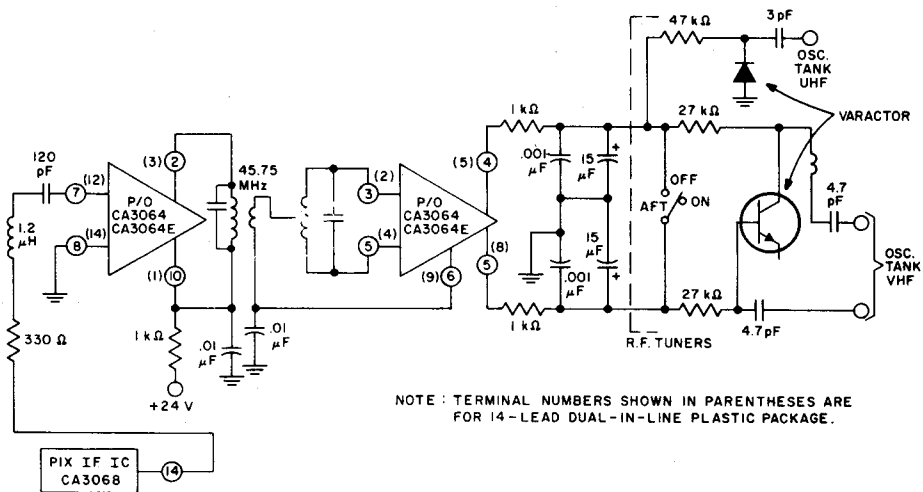 47 kΩ
3 pF
OSC.
TANK
UHF
1 kΩ
27 kΩ
VARACTOR
(3) 2
(5) 4
120
pF
45.75
MHz
.001
μF
15
μF
+
OFF
AFT ON
4.7
pF
7 (12)
P/O
CA3064
CA3064E
(2)
3
P/O
CA3064
CA3064E
1.2
μH
8 (14)
(4)
5
(8)
5
(1) 10
(9) 6
.001
μF
15
μF
+
OSC.
TANK
VHF
330 Ω
1 kΩ
.01
μF
.01
μF
1 kΩ
27 kΩ
4.7 pF
R.F. TUNERS
+24 V
NOTE : TERMINAL NUMBERS SHOWN IN PARENTHESES ARE
FOR 14-LEAD DUAL-IN-LINE PLASTIC PACKAGE.
PIX IF IC
CA3068
14